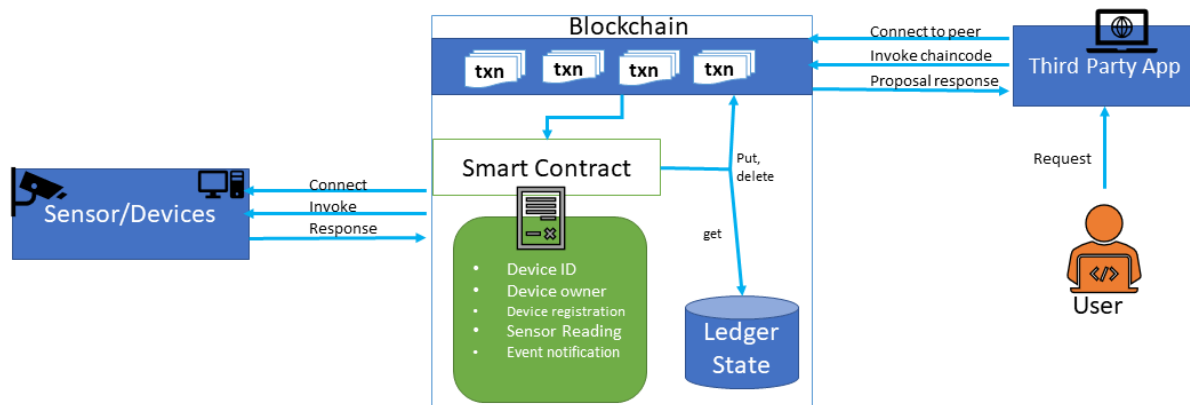 Blockchain
txn
txn
txn
txn
Connect to peer
Invoke chaincode
Proposal response
Third Party App
Smart Contract
Put,
delete
Request
Connect
Invoke
Response
Sensor/Devices
get
• Device ID
• Device owner
• Device registration
• Sensor Reading
• Event notification
Ledger
State
</>
User